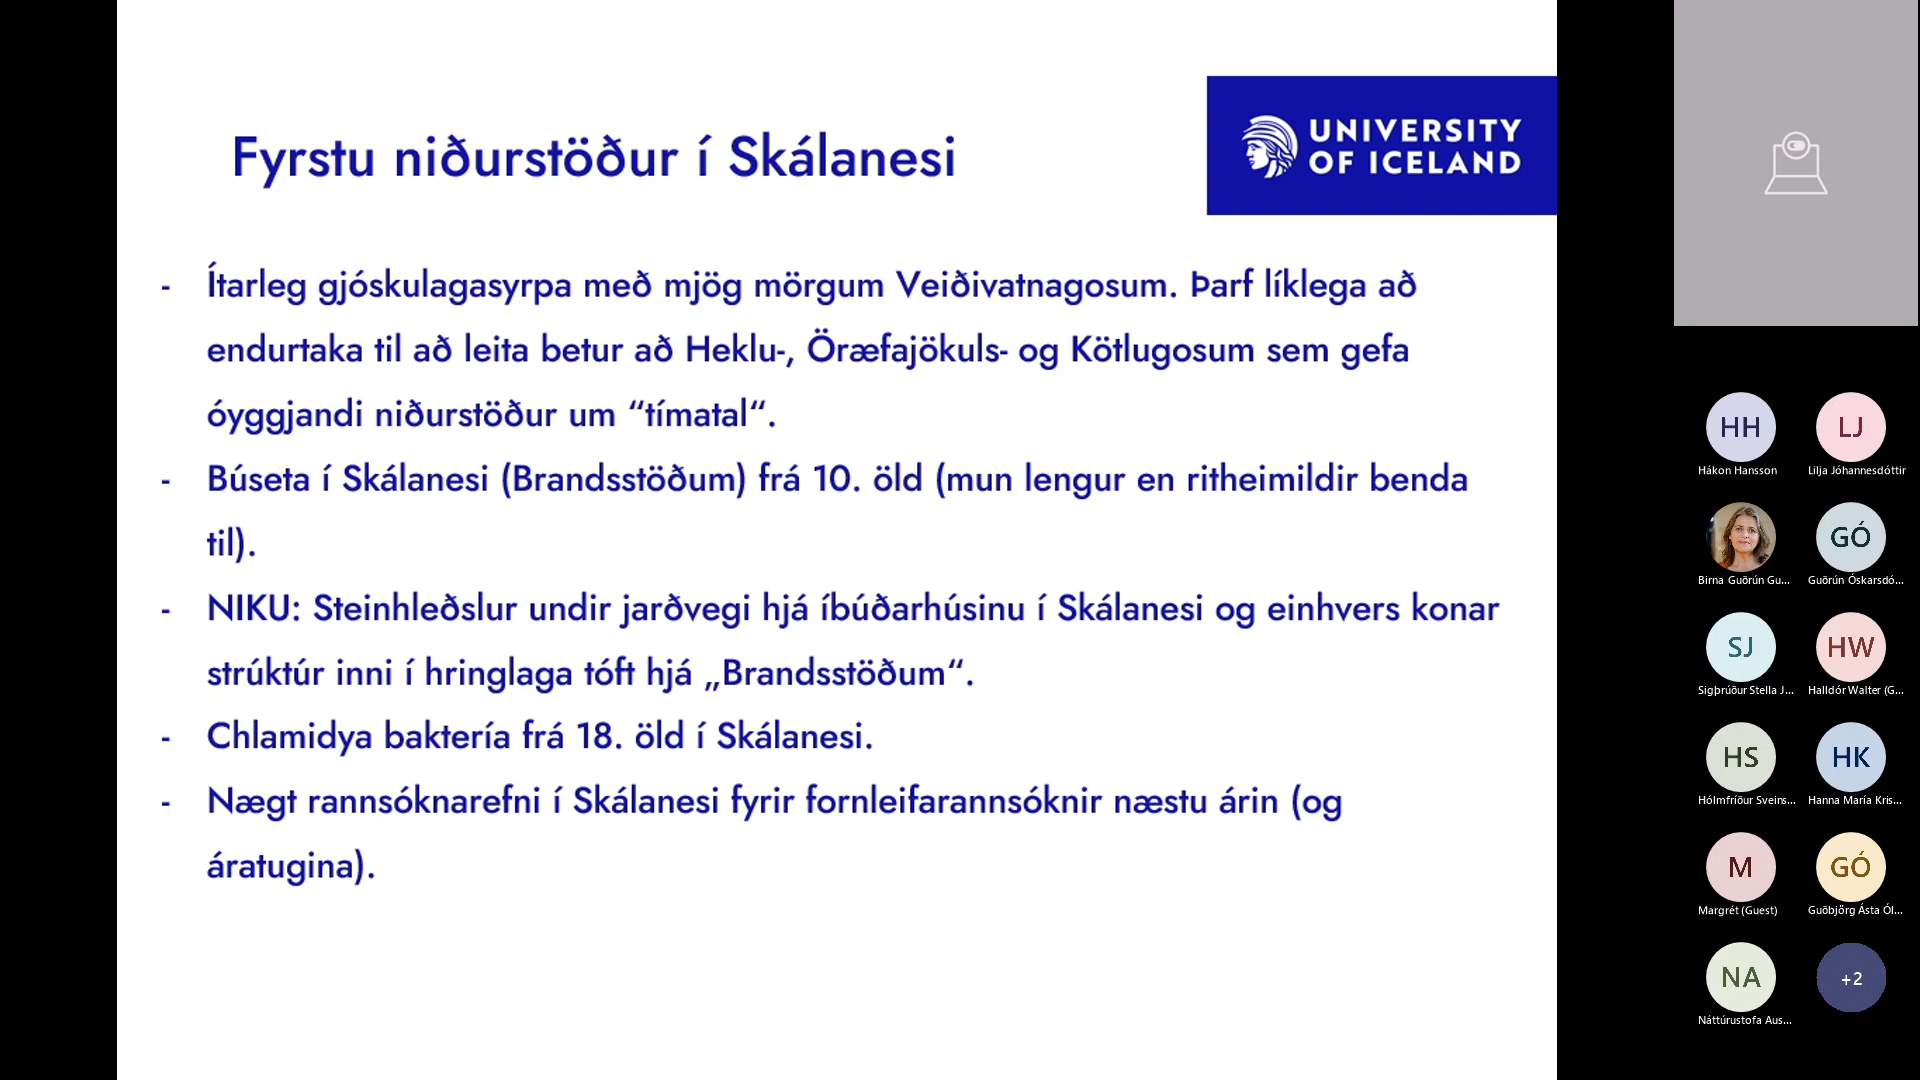 Fyrstu niðurstöður í Skálanesi
UNIVERSITY
OF ICELAND
- Ítarleg gjóskulagasyrpa með mjög mörgum Veiðivatnagosum. Þarf líklega að
endurtaka til að leita betur að Heklu-, Öræfajökuls- og Kötlugosum sem gefa
óyggjandi niðurstöður um “tímatal“.
- Búseta í Skálanesi (Brandsstöðum) frá 10. öld (mun lengur en ritheimildir benda
til).
- NIKU: Steinhleðslur undir jarðvegi hjá íbúðarhúsinu í Skálanesi og einhvers konar
strúktúr inni í hringlaga tóft hjá „Brandsstöðum“.
- Chlamidya baktería frá 18. öld í Skálanesi.
- Nægt rannsóknarefni í Skálanesi fyrir fornleifarannsóknir næstu árin (og
áratugina).
HH LJ
Hákon Hansson Lilja Jóhannesdóttir
GÓ
Birna Guðrún Gu... Guðrún Óskarsdó...
SJ HW
Sigþrúður Stella J... Halldór Walter (G...
HS HK
Hólmfríður Sveins... Hanna María Kris...
M GÓ
Margrét (Guest) Guðbjörg Ásta Ól...
NA +2
Náttúrustofa Aus...